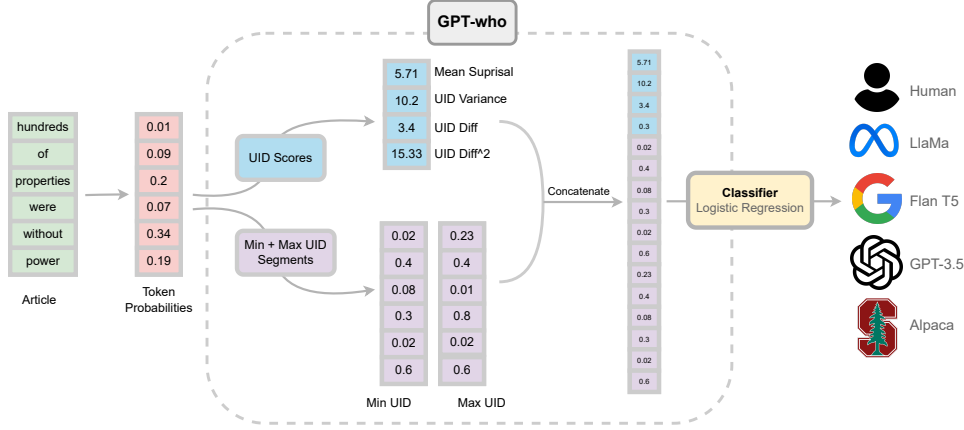 GPT-who
hundreds
of
properties
were
without
power
Article
0.01
0.09
0.2
0.07
0.34
0.19
Token
Probabilities
UID Scores
Min + Max UID
Segments
5.71
10.2
3.4
15.33
Mean Suprisal
UID Variance
UID Diff
UID Diff^2
0.02
0.4
0.08
0.3
0.02
0.6
Min UID
0.23
0.4
0.01
0.8
0.02
0.6
Max UID
Concatenate
5.71
10.2
3.4
0.3
0.02
0.4
0.08
0.3
0.02
0.6
0.23
0.4
0.08
0.3
0.02
0.6
Classifier
Logistic Regression
Human
LlaMa
Flan T5
GPT-3.5
Alpaca